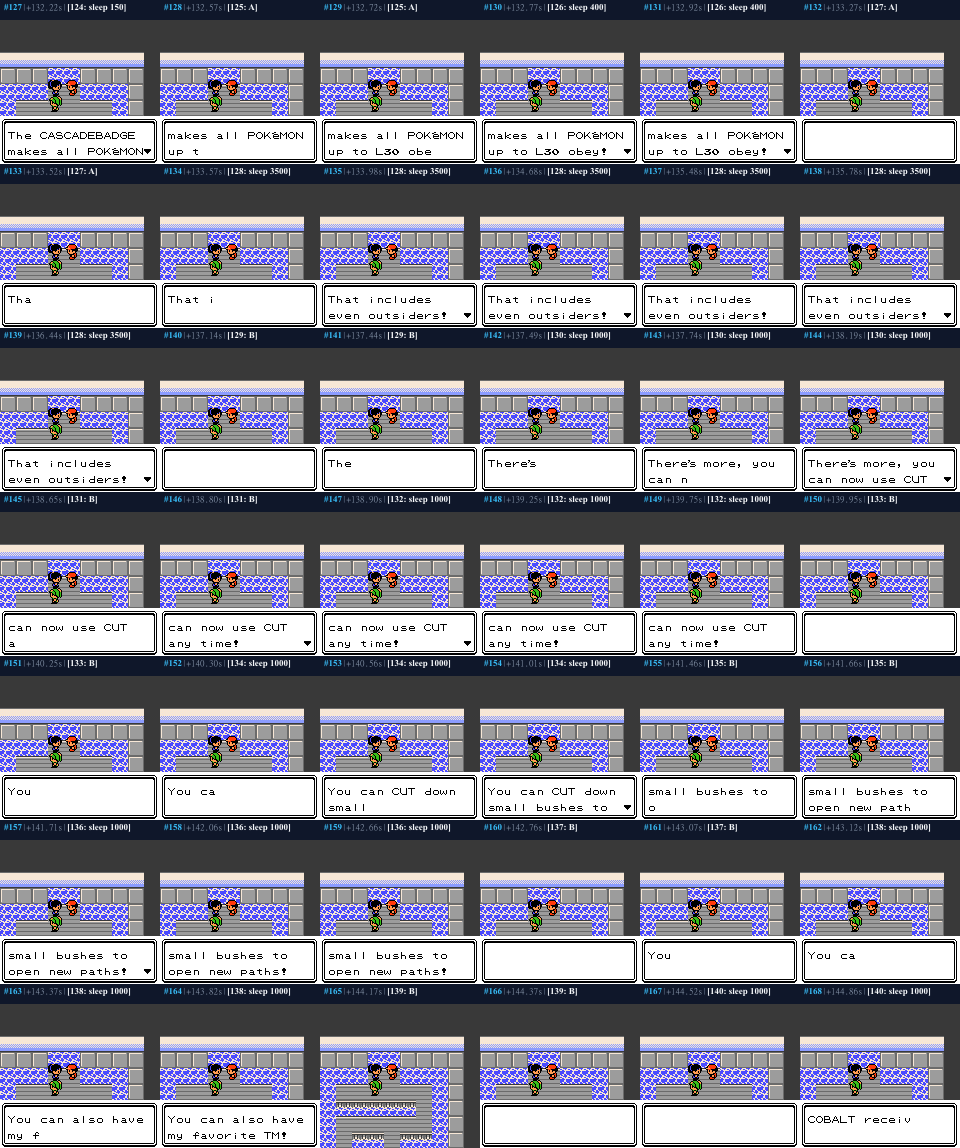 #127|+132.22s|[124: sleep 150]
#128|+132.57s|[125: A]
#129|+132.72s|[125: A]
#130|+132.77s|[126: sleep 400]
#131|+132.92s|[126: sleep 400]
#132|+133.27s|[127: A]
The CASCADEBADGE
makes all POKéMON▼
makes all POKéMON
up t
makes all POKéMON
up to L30 obe
makes all POKéMON
up to L30 obey! ▼
makes all POKéMON
up to L30 obey! ▼
#133|+133.52s|[127: A]
#134|+133.57s|[128: sleep 3500]
#135|+133.98s|[128: sleep 3500]
#136|+134.68s|[128: sleep 3500]
#137|+135.48s|[128: sleep 3500]
#138|+135.78s|[128: sleep 3500]
Tha
That i
That includes
even outsiders! ▼
That includes
even outsiders! ▼
That includes
even outsiders! ▼
That includes
even outsiders! ▼
#139|+136.44s|[128: sleep 3500]
#140|+137.14s|[129: B]
#141|+137.44s|[129: B]
#142|+137.49s|[130: sleep 1000]
#143|+137.74s|[130: sleep 1000]
#144|+138.19s|[130: sleep 1000]
That includes
even outsiders! ▼
The
There's
There's more, you
can n
There's more, you
can now use CUT ▼
#145|+138.65s|[131: B]
#146|+138.80s|[131: B]
#147|+138.90s|[132: sleep 1000]
#148|+139.25s|[132: sleep 1000]
#149|+139.75s|[132: sleep 1000]
#150|+139.95s|[133: B]
can now use CUT
a
can now use CUT
any time! ▼
can now use CUT
any time! ▼
can now use CUT
any time!
can now use CUT
any time!
#151|+140.25s|[133: B]
#152|+140.30s|[134: sleep 1000]
#153|+140.56s|[134: sleep 1000]
#154|+141.01s|[134: sleep 1000]
#155|+141.46s|[135: B]
#156|+141.66s|[135: B]
You
You ca
You can CUT down
small
You can CUT down
small bushes to ▼
small bushes to
o
small bushes to
open new path
#157|+141.71s|[136: sleep 1000]
#158|+142.06s|[136: sleep 1000]
#159|+142.66s|[136: sleep 1000]
#160|+142.76s|[137: B]
#161|+143.07s|[137: B]
#162|+143.12s|[138: sleep 1000]
small bushes to
open new paths! ▼
small bushes to
open new paths!
small bushes to
open new paths!
You
You ca
#163|+143.37s|[138: sleep 1000]
#164|+143.82s|[138: sleep 1000]
#165|+144.17s|[139: B]
#166|+144.37s|[139: B]
#167|+144.52s|[140: sleep 1000]
#168|+144.86s|[140: sleep 1000]
You can also have
my f
You can also have
my favorite TM!
COBALT receiv